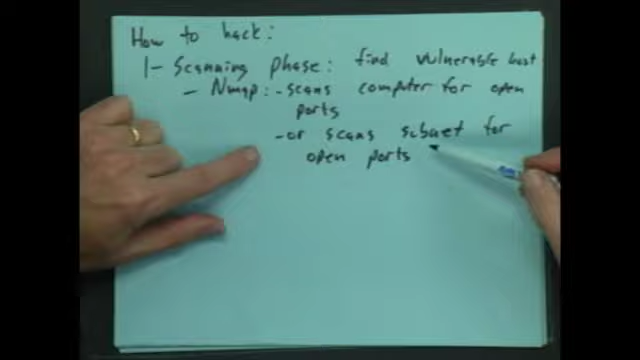 How to hack:
1- Scanning phase: find vulnerable host
- Nmap: -scans computer for open
ports
-or scans subnet for
open ports